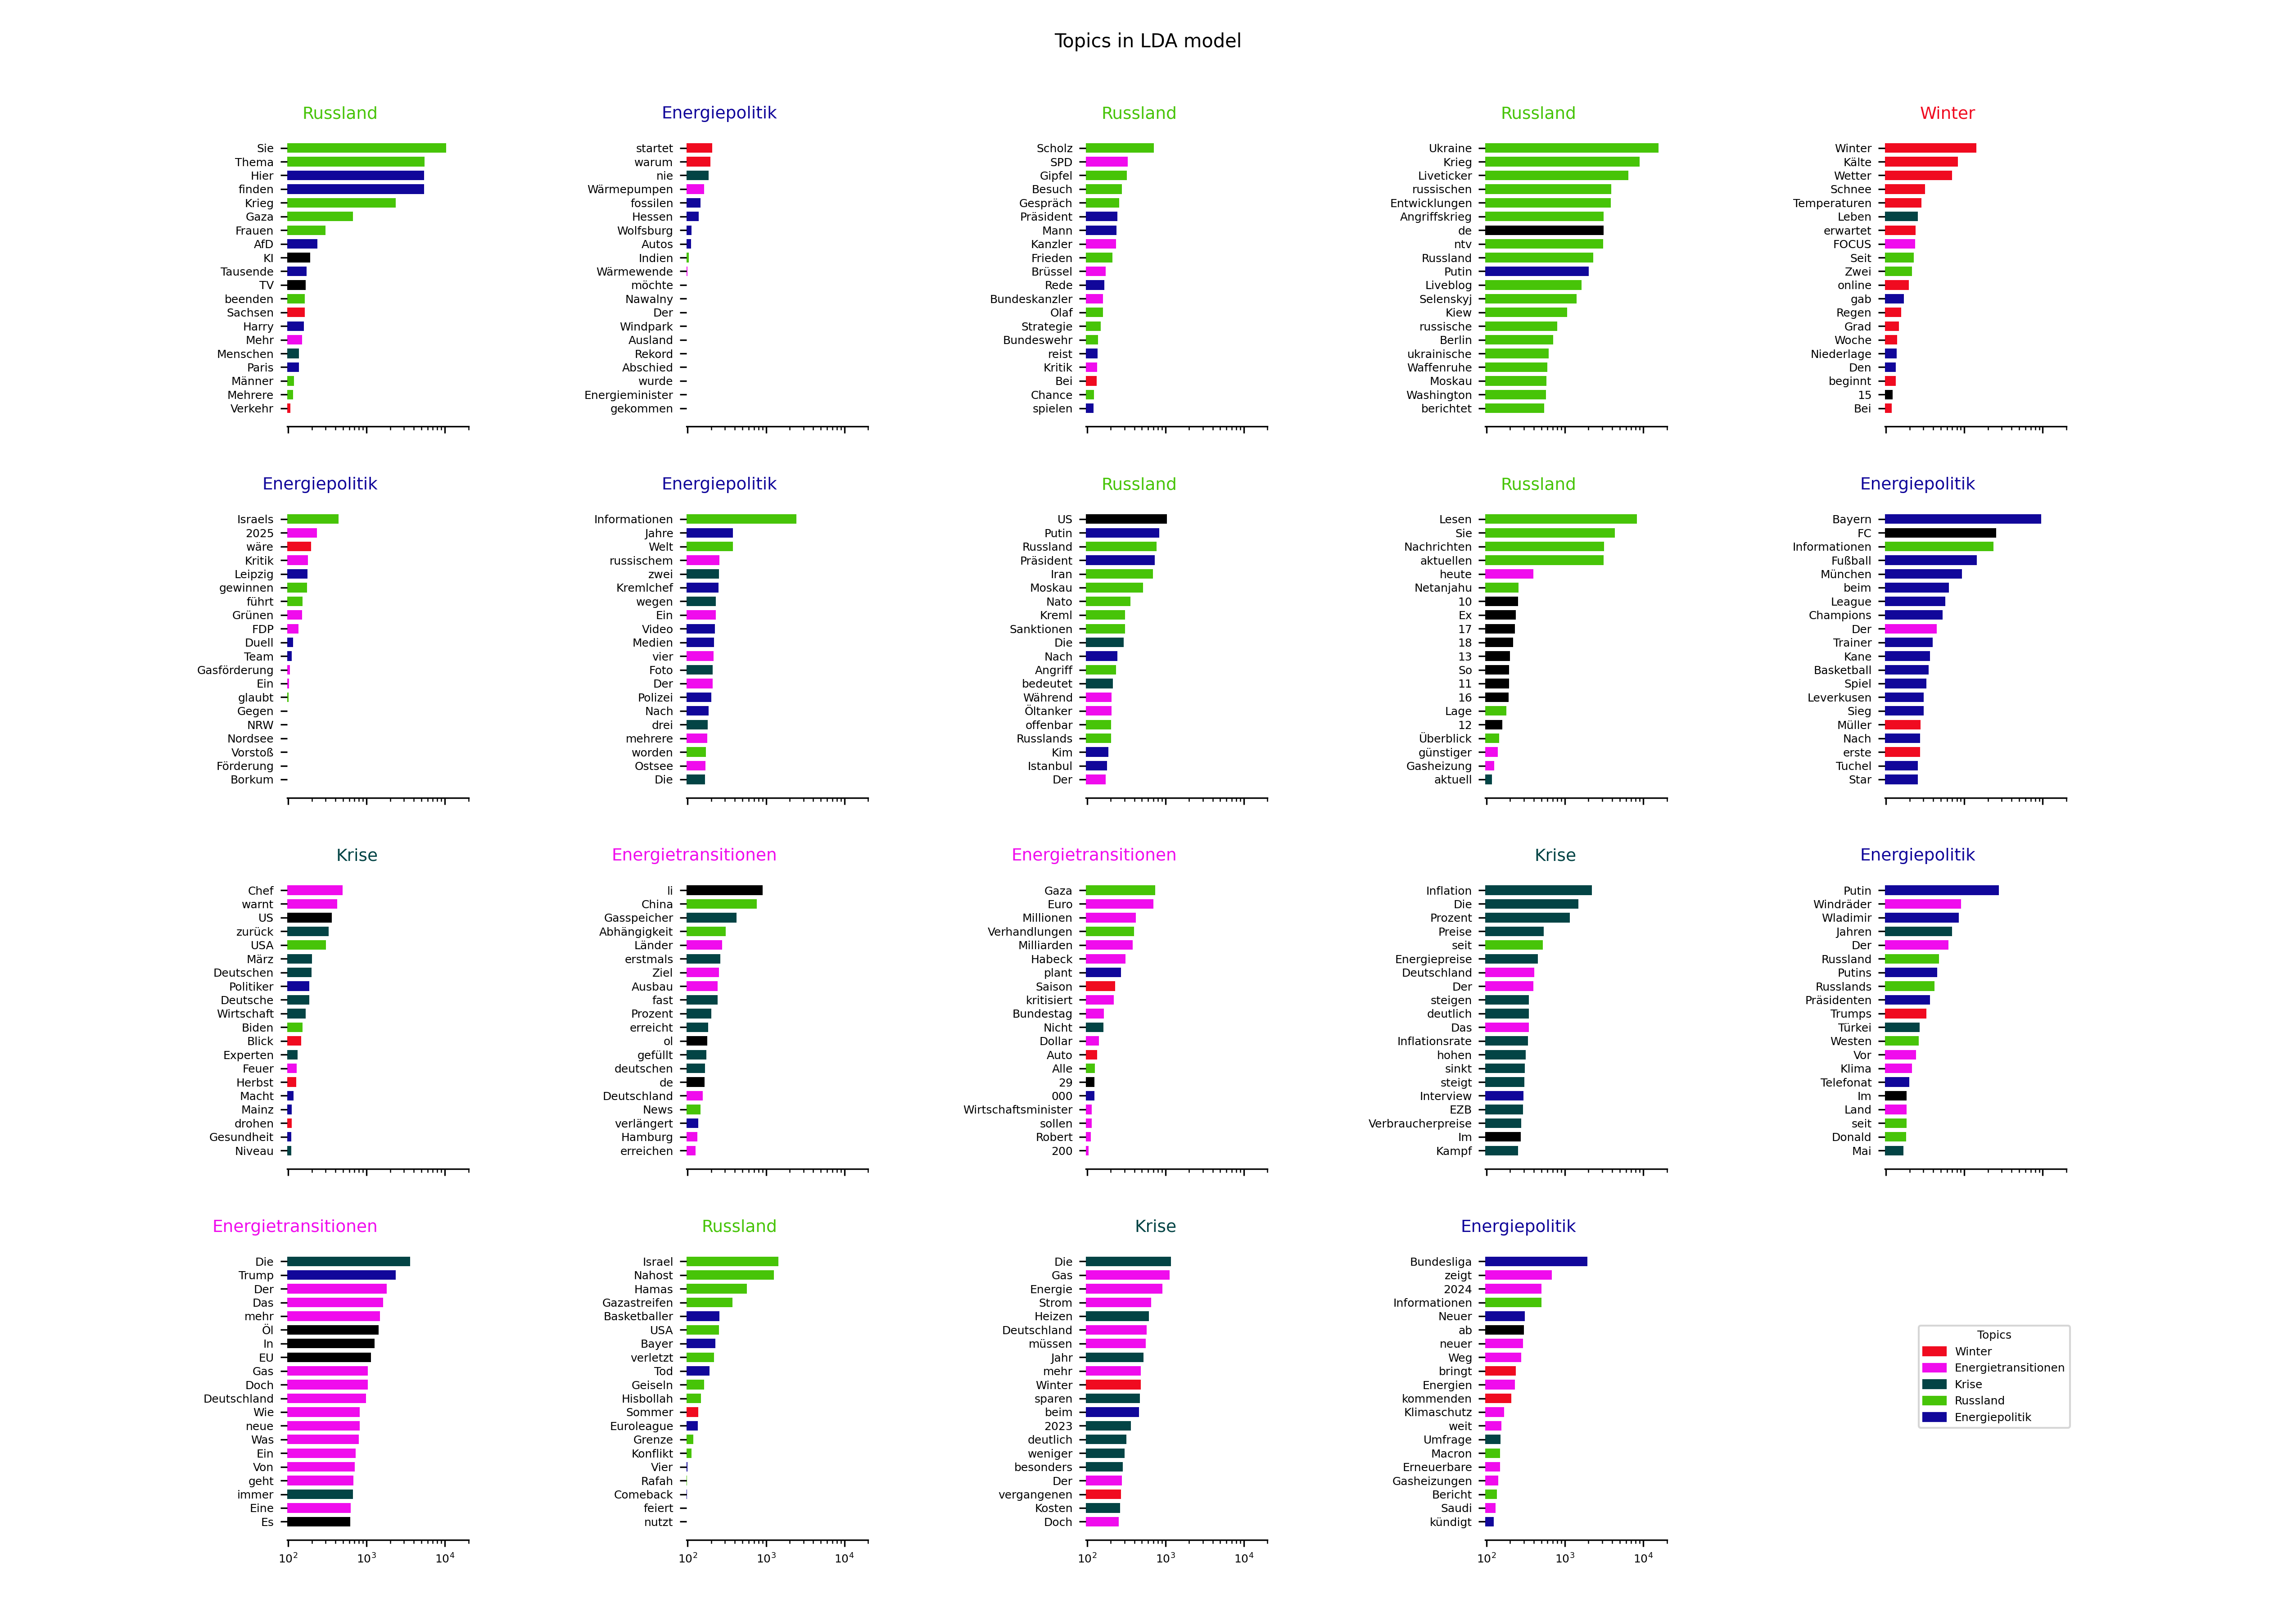 Topics in LDA model
Russland
Sie
Thema
Hier
finden
Krieg
Gaza
Frauen
AfD
KI
Tausende
TV
beenden
Sachsen
Harry
Mehr
Menschen
Paris
Männer
Mehrere
Verkehr
Energiepolitik
startet
warum
nie
Wärmepumpen
fossilen
Hessen
Wolfsburg
Autos
Indien
Wärmewende
möchte
Nawalny
Der
Windpark
Ausland
Rekord
Abschied
wurde
Energieminister
gekommen
Russland
Scholz
SPD
Gipfel
Besuch
Gespräch
Präsident
Mann
Kanzler
Frieden
Brüssel
Rede
Bundeskanzler
Olaf
Strategie
Bundeswehr
reist
Kritik
Bei
Chance
spielen
Russland
Ukraine
Krieg
Liveticker
russischen
Entwicklungen
Angriffskrieg
de
ntv
Russland
Putin
Liveblog
Selenskyj
Kiew
russische
Berlin
ukrainische
Waffenruhe
Moskau
Washington
berichtet
Winter
Winter
Kälte
Wetter
Schnee
Temperaturen
Leben
erwartet
FOCUS
Seit
Zwei
online
gab
Regen
Grad
Woche
Niederlage
Den
beginnt
15
Bei
Energiepolitik
Israels
2025
wäre
Kritik
Leipzig
gewinnen
führt
Grünen
FDP
Duell
Team
Gasförderung
Ein
glaubt
Gegen
NRW
Nordsee
Vorstoß
Förderung
Borkum
Energiepolitik
Informationen
Jahre
Welt
russischem
zwei
Kremlchef
wegen
Ein
Video
Medien
vier
Foto
Der
Polizei
Nach
drei
mehrere
worden
Ostsee
Die
Russland
US
Putin
Russland
Präsident
Iran
Moskau
Nato
Kreml
Sanktionen
Die
Nach
Angriff
bedeutet
Während
Öltanker
offenbar
Russlands
Kim
Istanbul
Der
Russland
Lesen
Sie
Nachrichten
aktuellen
heute
Netanjahu
10
Ex
17
18
13
So
11
16
Lage
12
Überblick
günstiger
Gasheizung
aktuell
Energiepolitik
Bayern
FC
Informationen
Fußball
München
beim
League
Champions
Der
Trainer
Kane
Basketball
Spiel
Leverkusen
Sieg
Müller
Nach
erste
Tuchel
Star
Krise
Chef
warnt
US
zurück
USA
März
Deutschen
Politiker
Deutsche
Wirtschaft
Biden
Blick
Experten
Feuer
Herbst
Macht
Mainz
drohen
Gesundheit
Niveau
Energietransitionen
li
China
Gasspeicher
Abhängigkeit
Länder
erstmals
Ziel
Ausbau
fast
Prozent
erreicht
ol
gefüllt
deutschen
de
Deutschland
News
verlängert
Hamburg
erreichen
Energietransitionen
Gaza
Euro
Millionen
Verhandlungen
Milliarden
Habeck
plant
Saison
kritisiert
Bundestag
Nicht
Dollar
Auto
Alle
29
000
Wirtschaftsminister
sollen
Robert
200
Krise
Inflation
Die
Prozent
Preise
seit
Energiepreise
Deutschland
Der
steigen
deutlich
Das
Inflationsrate
hohen
sinkt
steigt
Interview
EZB
Verbraucherpreise
Im
Kampf
Energiepolitik
Putin
Windräder
Wladimir
Jahren
Der
Russland
Putins
Russlands
Präsidenten
Trumps
Türkei
Westen
Vor
Klima
Telefonat
Im
Land
seit
Donald
Mai
Energietransitionen
Die
Trump
Der
Das
mehr
Öl
In
EU
Gas
Doch
Deutschland
Wie
neue
Was
Ein
Von
geht
immer
Eine
Es
10² 10³ 10⁴
Russland
Israel
Nahost
Hamas
Gazastreifen
Basketballer
USA
Bayer
verletzt
Tod
Geiseln
Hisbollah
Sommer
Euroleague
Grenze
Konflikt
Vier
Rafah
Comeback
feiert
nutzt
10² 10³ 10⁴
Krise
Die
Gas
Energie
Strom
Heizen
Deutschland
müssen
Jahr
mehr
Winter
sparen
beim
2023
deutlich
weniger
besonders
Der
vergangenen
Kosten
Doch
10² 10³ 10⁴
Energiepolitik
Bundesliga
zeigt
2024
Informationen
Neuer
ab
neuer
Weg
bringt
Energien
kommenden
Klimaschutz
weit
Umfrage
Macron
Erneuerbare
Gasheizungen
Bericht
Saudi
kündigt
10² 10³ 10⁴
Topics
Winter
Energietransitionen
Krise
Russland
Energiepolitik